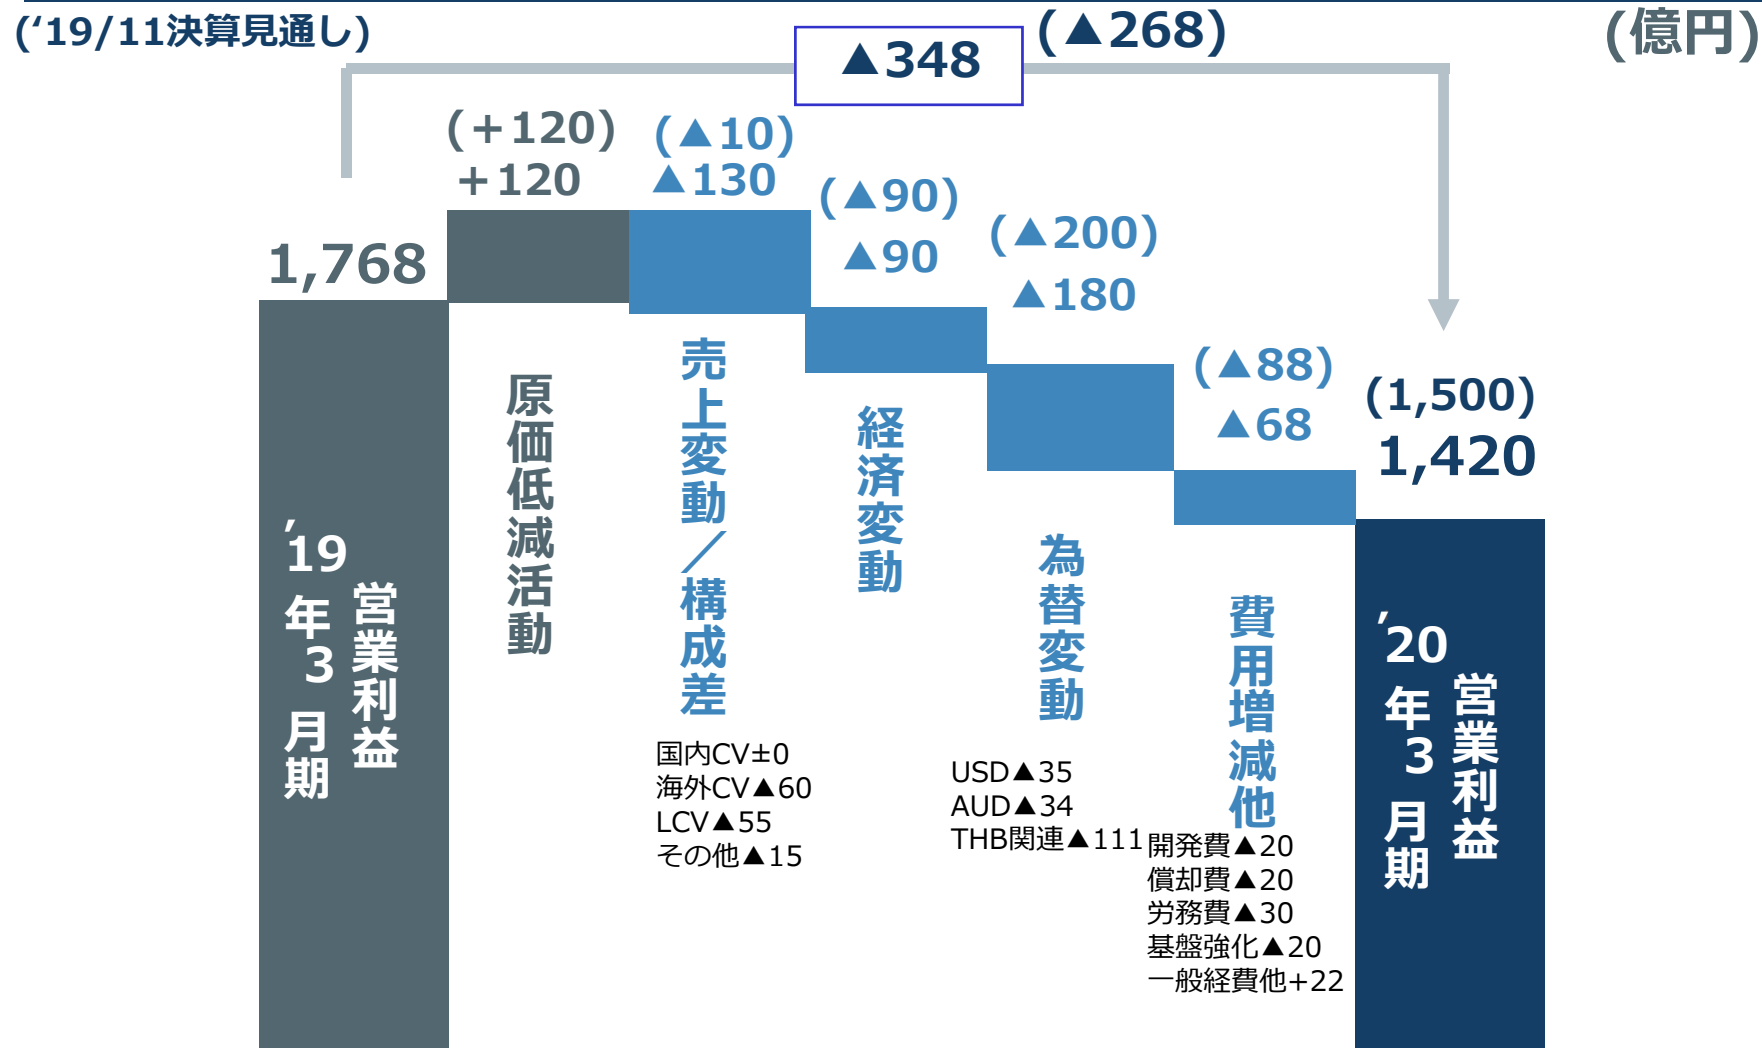 (‘19/11決算見通し)
(億円)
▲348
(▲268)
(+120)
+120
(▲10)
▲130
(▲90)
▲90
(▲200)
▲180
(▲88)
▲68
(1,500)
1,420
1,768
’19年3月期
営業利益
原価低減活動
売上変動／構成差
国内CV±0
海外CV▲60
LCV▲55
その他▲15
経済変動
為替変動
USD▲35
AUD▲34
THB関連▲111
費用増減他
開発費▲20
償却費▲20
労務費▲30
基盤強化▲20
一般経費他+22
’20年3月期
営業利益